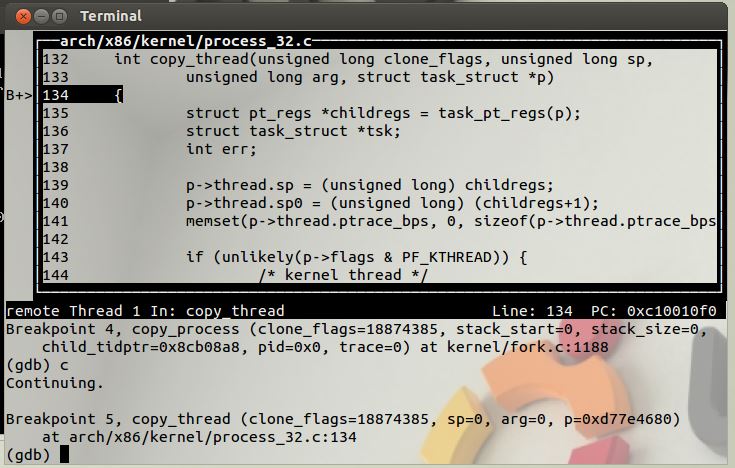 Terminal
arch/x86/kernel/process_32.c
132 int copy_thread(unsigned long clone_flags, unsigned long sp,
133 unsigned long arg, struct task_struct *p)
B+>134 {
135 struct pt_regs *childregs = task_pt_regs(p);
136 struct task_struct *tsk;
137 int err;
138
139 p->thread.sp = (unsigned long) childregs;
140 p->thread.sp0 = (unsigned long) (childregs+1);
141 memset(p->thread.ptrace_bps, 0, sizeof(p->thread.ptrace_bps
142
143 if (unlikely(p->flags & PF_KTHREAD)) {
144 /* kernel thread */
remote Thread 1 In: copy_thread Line: 134 PC: 0xc10010f0
Breakpoint 4, copy_process (clone_flags=18874385, stack_start=0, stack_size=0,
child_tidptr=0x8cb08a8, pid=0x0, trace=0) at kernel/fork.c:1188
(gdb) c
Continuing.
Breakpoint 5, copy_thread (clone_flags=18874385, sp=0, arg=0, p=0xd77e4680)
at arch/x86/kernel/process_32.c:134
(gdb)